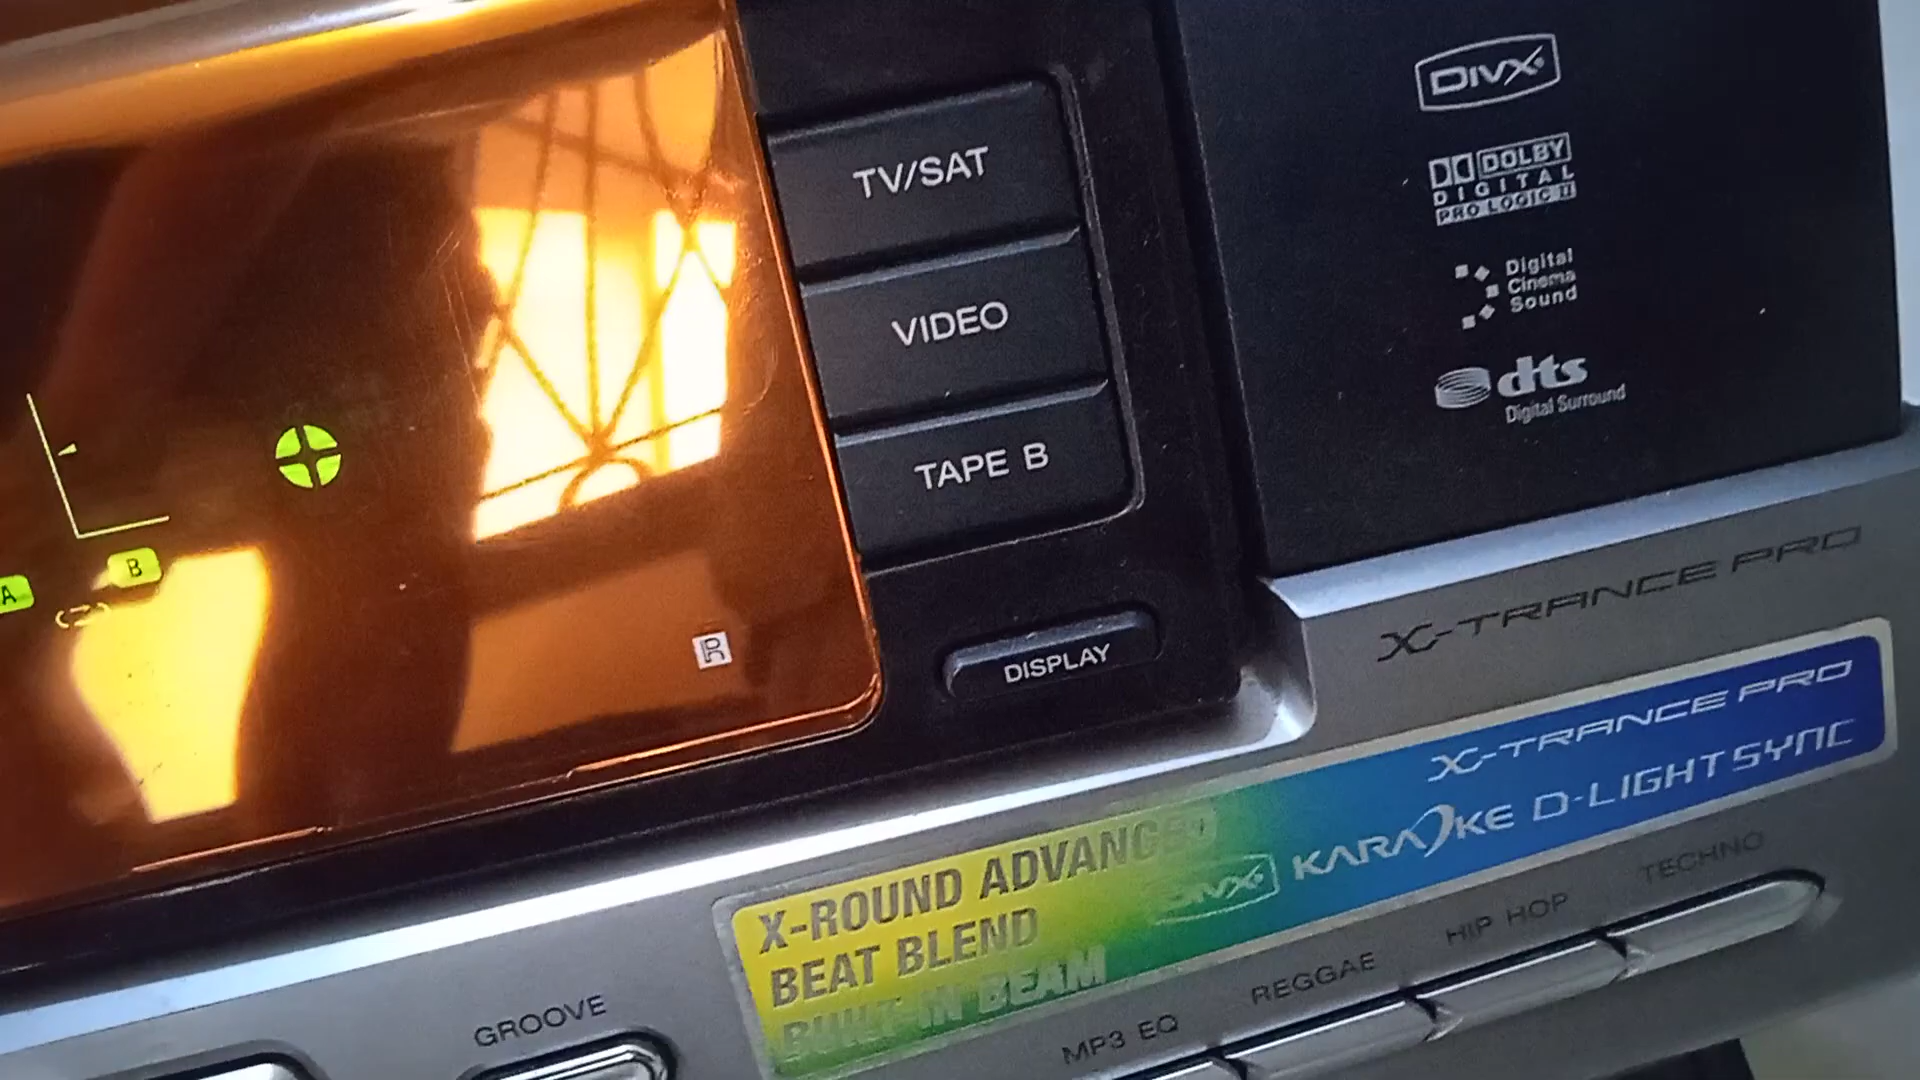 TV/SAT
VIDEO
TAPE B
DISPLAY
A
B
R
DIVX
DOLBY
DIGITAL
PRO LOGIC II
Digital
Cinema
Sound
dts
Digital Surround
X-TRANCE PRO
X-TRANCE PRO
KARAOKE D-LIGHT SYNC
X-ROUND ADVANCED
DIVX
BEAT BLEND
BUILT-IN BEAM
GROOVE
MP3 EQ
REGGAE
HIP HOP
TECHNO